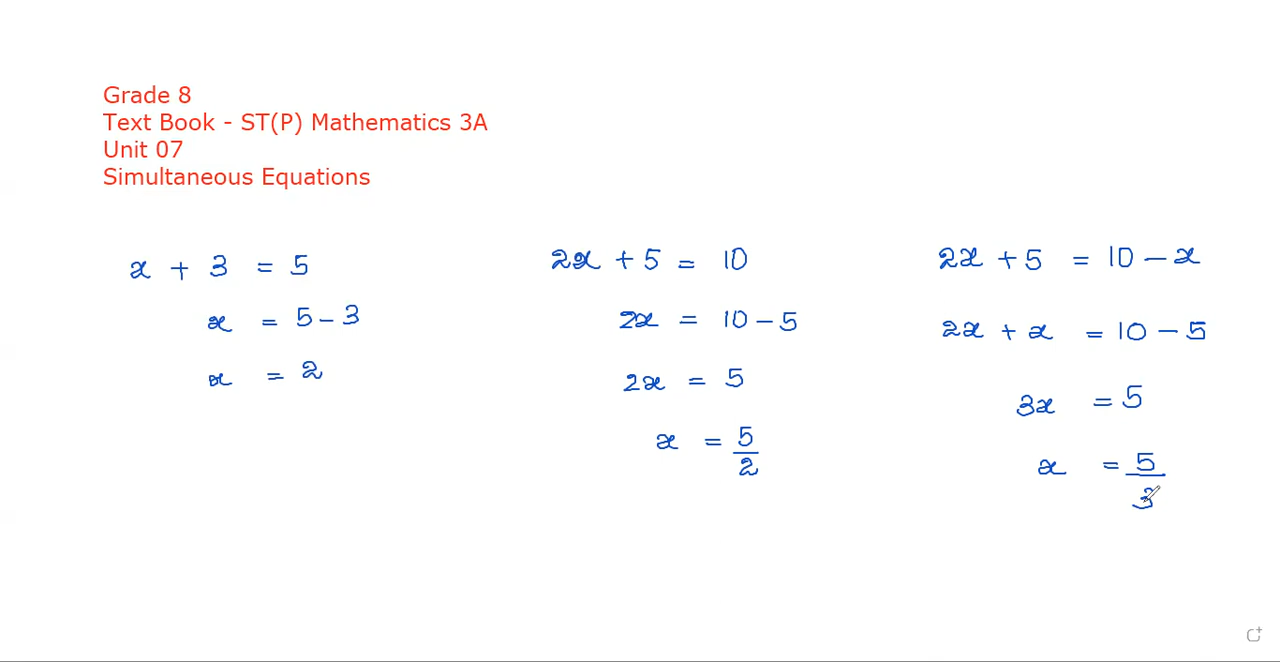 Grade 8
Text Book - ST(P) Mathematics 3A
Unit 07
Simultaneous Equations
x + 3 = 5
x = 5 - 3
x = 2
2x + 5 = 10
2x = 10 - 5
2x = 5
x = 5/2
2x + 5 = 10 - x
2x + x = 10 - 5
3x = 5
x = 5/3